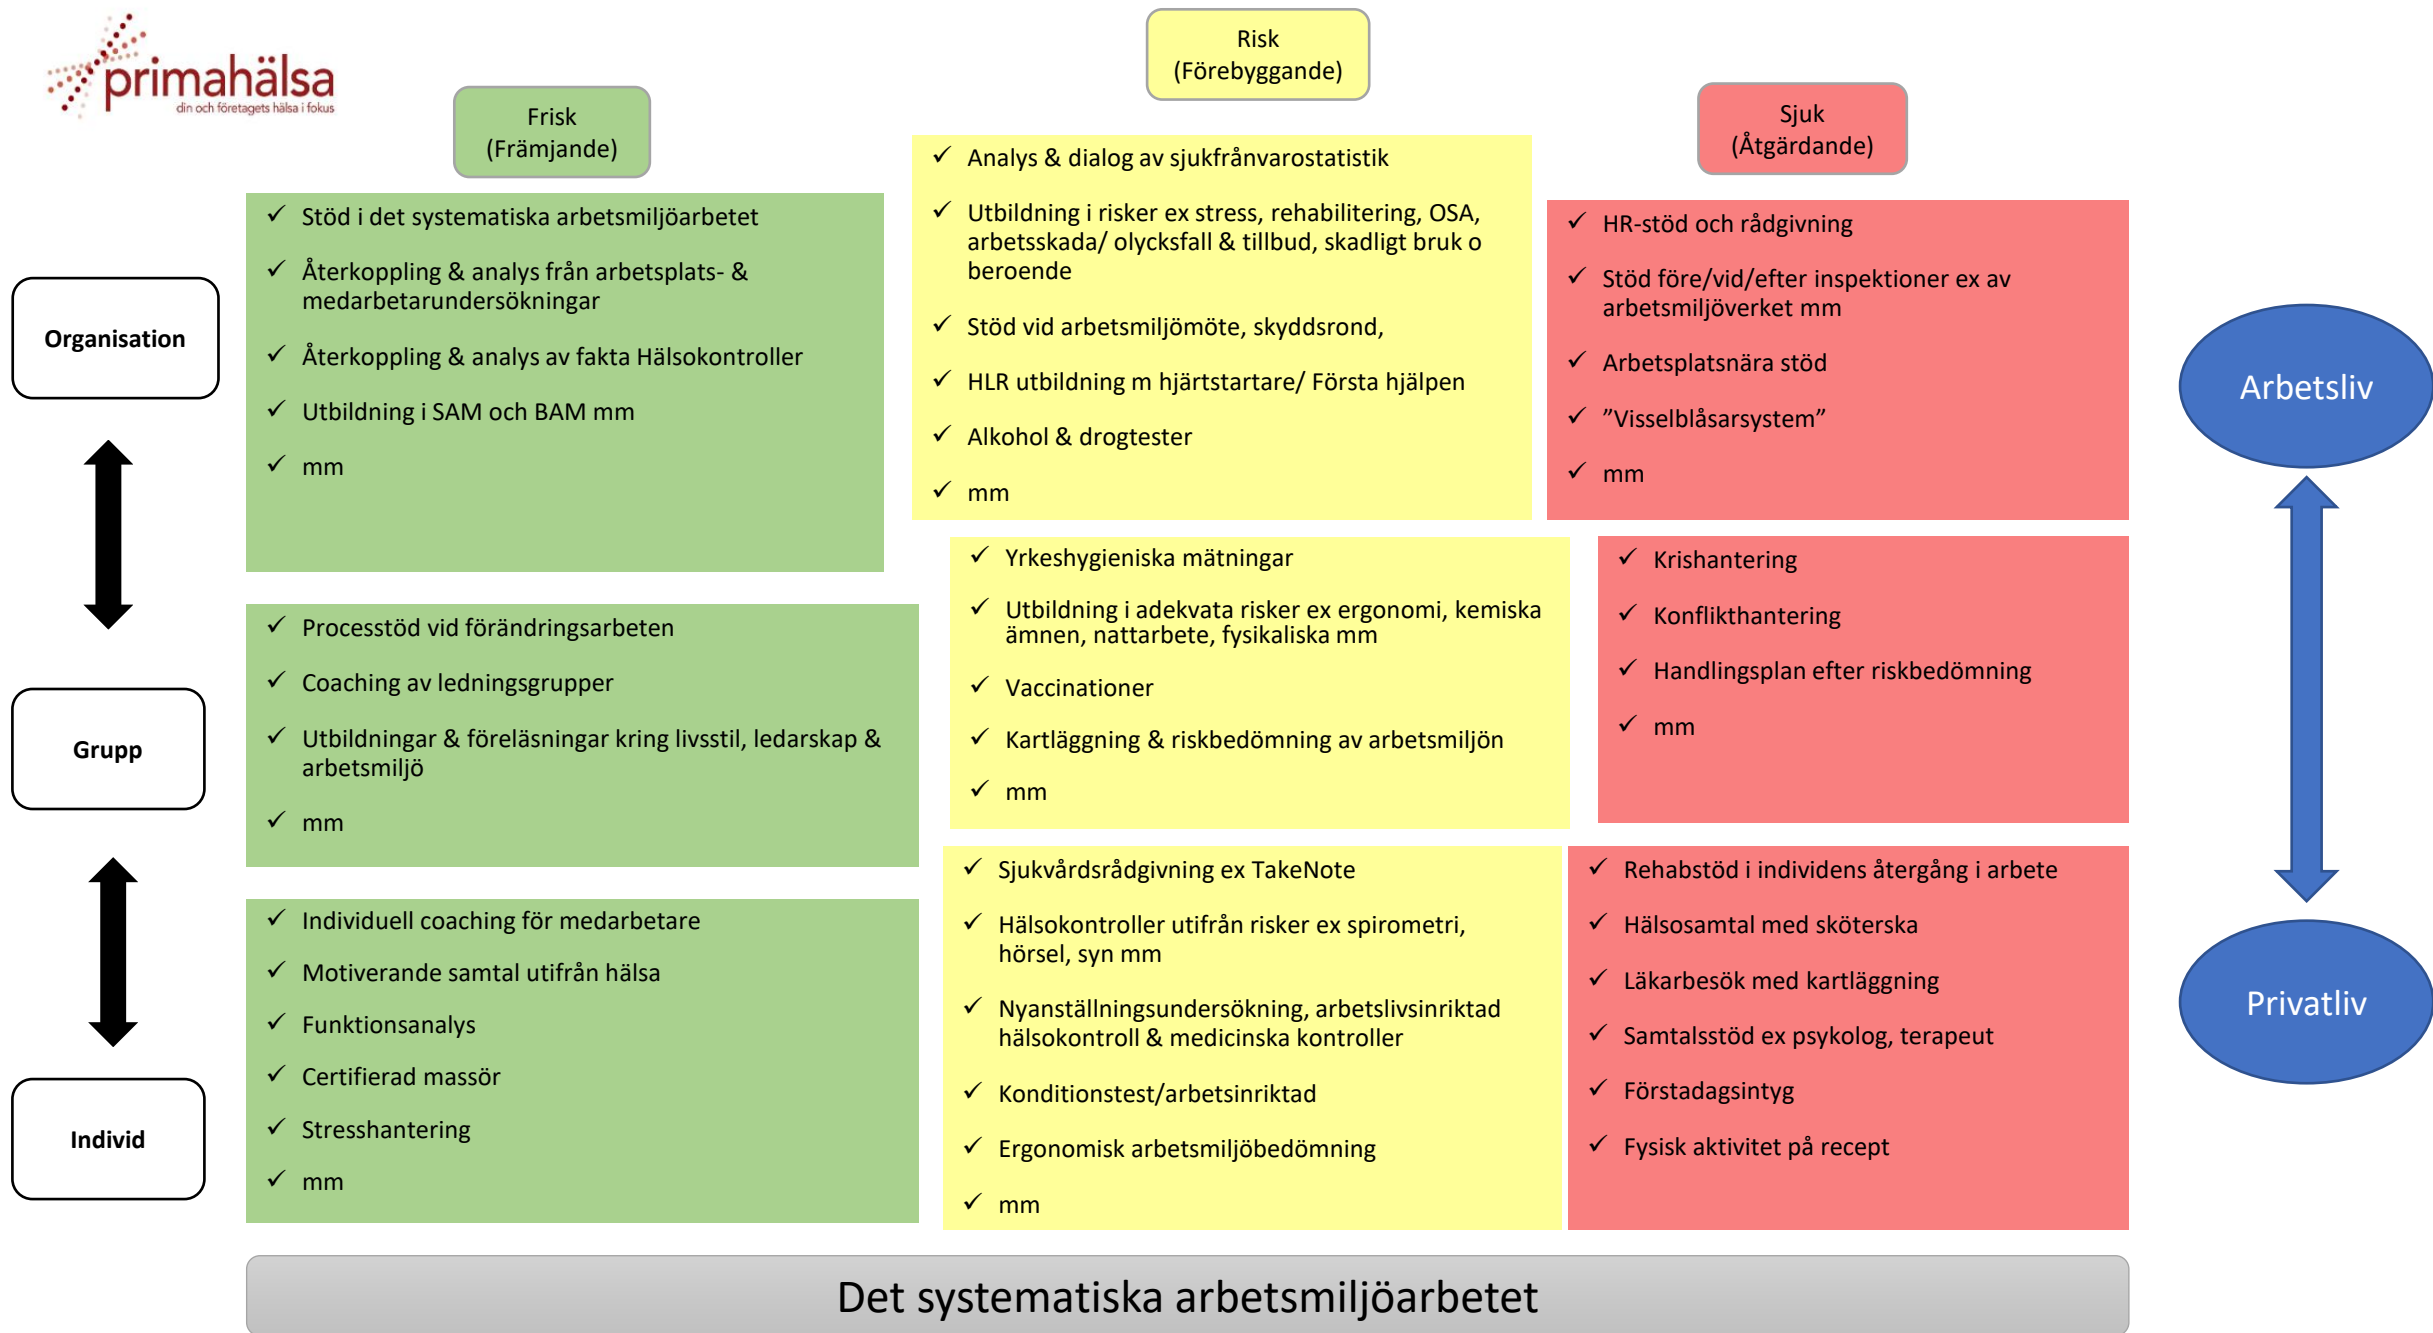 primahälsa
din och företagets hälsa i fokus
Frisk
(Främjande)
Risk
(Förebyggande)
Sjuk
(Åtgärdande)
Organisation
✓ Stöd i det systematiska arbetsmiljöarbetet
✓ Återkoppling & analys från arbetsplats- &
medarbetarundersökningar
✓ Återkoppling & analys av fakta Hälsokontroller
✓ Utbildning i SAM och BAM mm
✓ mm
✓ Analys & dialog av sjukfrånvarostatistik
✓ Utbildning i risker ex stress, rehabilitering, OSA,
arbetsskada/ olycksfall & tillbud, skadligt bruk o
beroende
✓ Stöd vid arbetsmiljömöte, skyddsrond,
✓ HLR utbildning m hjärtstartare/ Första hjälpen
✓ Alkohol & drogtester
✓ mm
✓ HR-stöd och rådgivning
✓ Stöd före/vid/efter inspektioner ex av
arbetsmiljöverket mm
✓ Arbetsplatsnära stöd
✓ ”Visselblåsarsystem”
✓ mm
Grupp
✓ Processtöd vid förändringsarbeten
✓ Coaching av ledningsgrupper
✓ Utbildningar & föreläsningar kring livsstil, ledarskap &
arbetsmiljö
✓ mm
✓ Yrkeshygieniska mätningar
✓ Utbildning i adekvata risker ex ergonomi, kemiska
ämnen, nattarbete, fysikaliska mm
✓ Vaccinationer
✓ Kartläggning & riskbedömning av arbetsmiljön
✓ mm
✓ Krishantering
✓ Konflikthantering
✓ Handlingsplan efter riskbedömning
✓ mm
Individ
✓ Individuell coaching för medarbetare
✓ Motiverande samtal utifrån hälsa
✓ Funktionsanalys
✓ Certifierad massör
✓ Stresshantering
✓ mm
✓ Sjukvårdsrådgivning ex TakeNote
✓ Hälsokontroller utifrån risker ex spirometri,
hörsel, syn mm
✓ Nyanställningsundersökning, arbetslivsinriktad
hälsokontroll & medicinska kontroller
✓ Konditionstest/arbetsinriktad
✓ Ergonomisk arbetsmiljöbedömning
✓ mm
✓ Rehabstöd i individens återgång i arbete
✓ Hälsosamtal med sköterska
✓ Läkarbesök med kartläggning
✓ Samtalsstöd ex psykolog, terapeut
✓ Förstadagsintyg
✓ Fysisk aktivitet på recept
Arbetsliv
Privatliv
Det systematiska arbetsmiljöarbetet